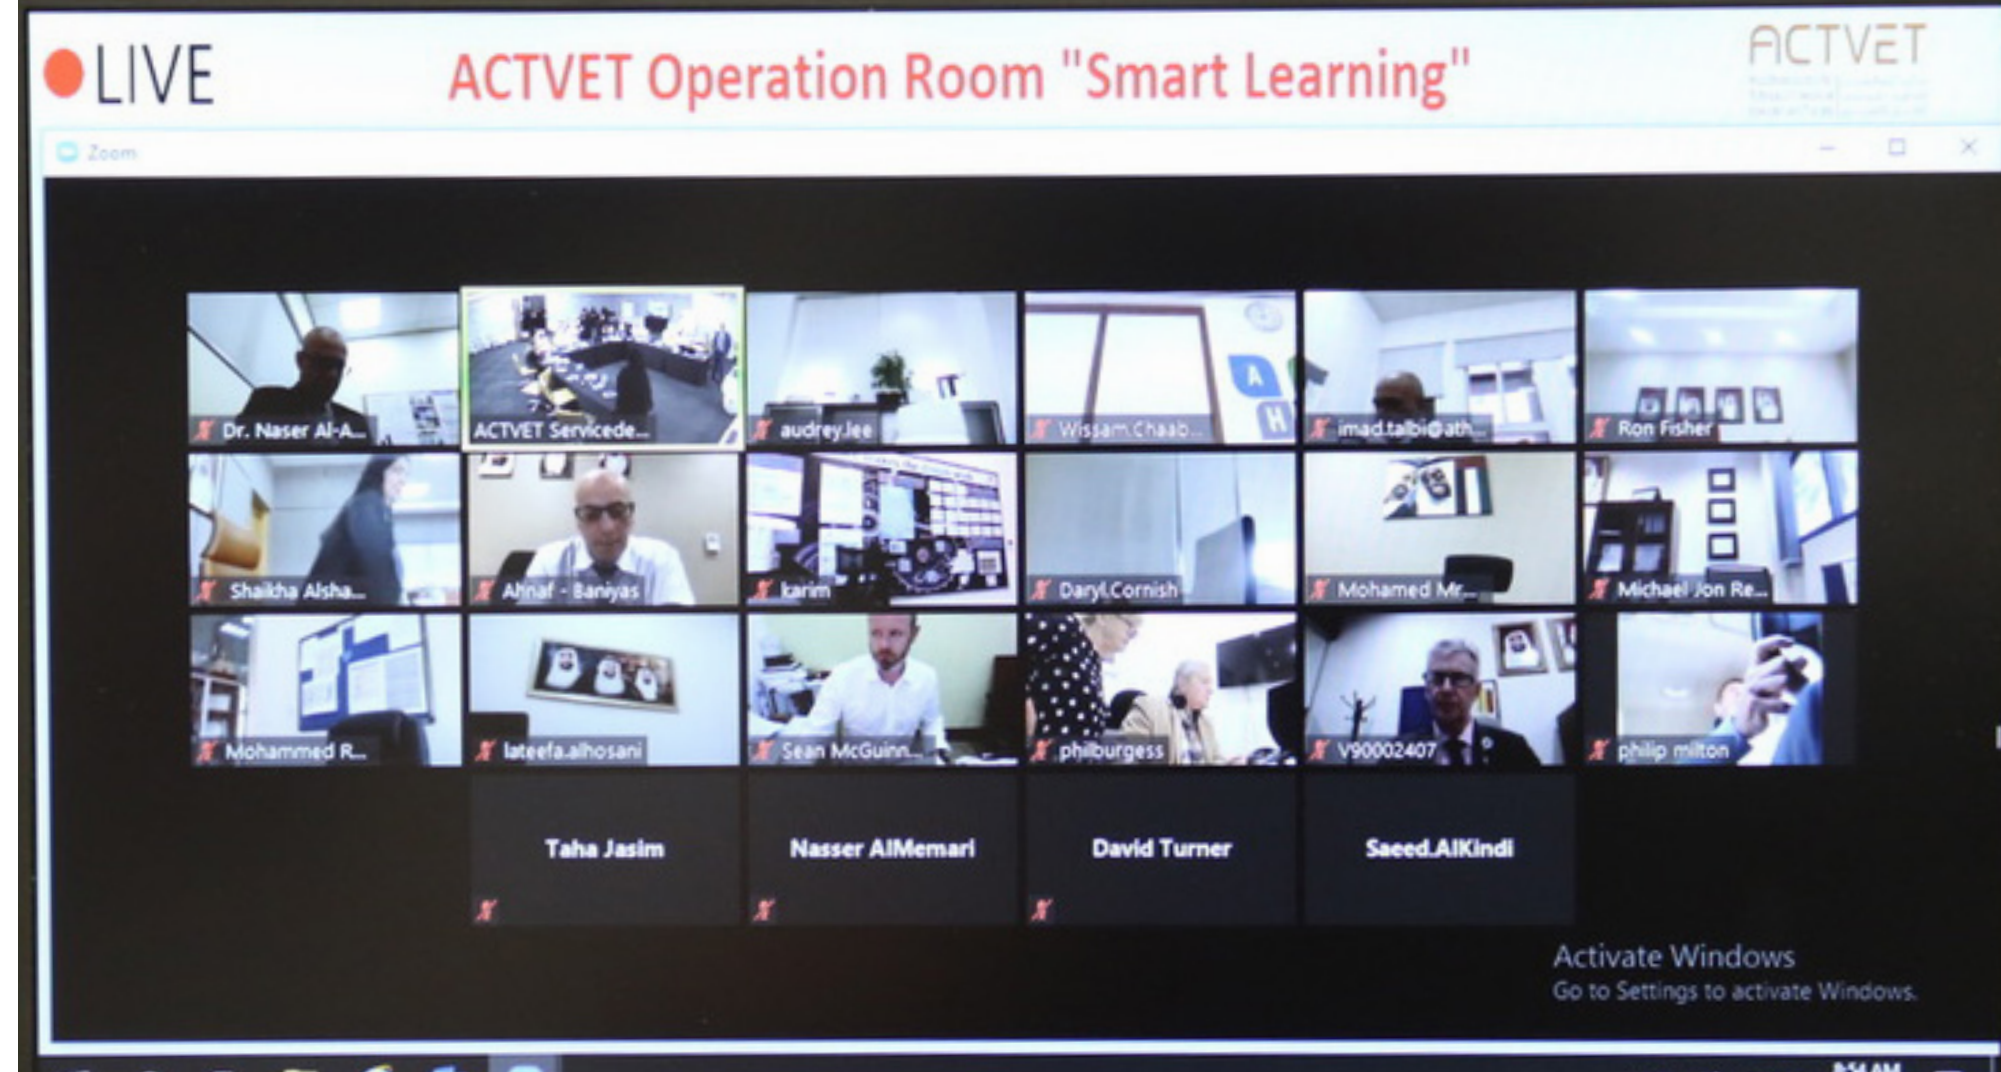 LIVE
ACTVET Operation Room "Smart Learning"
ACTVET
Zoom
Dr. Naser Al-A...
ACTVET Servicede...
audrey.lee
Wissam.Chaab...
A
H
imad.talbi@ath...
Ron Fisher
Shaikha Alsha...
Ahnaf - Baniyas
karim
Daryl.Cornish
Mohamed Mr...
Michael Jon Re...
Mohammed R...
lateefa.alhosani
Sean McGuinn...
philburgess
V90002407
philip milton
Taha Jasim
Nasser AlMemari
David Turner
Saeed.AlKindi
Activate Windows
Go to Settings to activate Windows.
8:54 AM